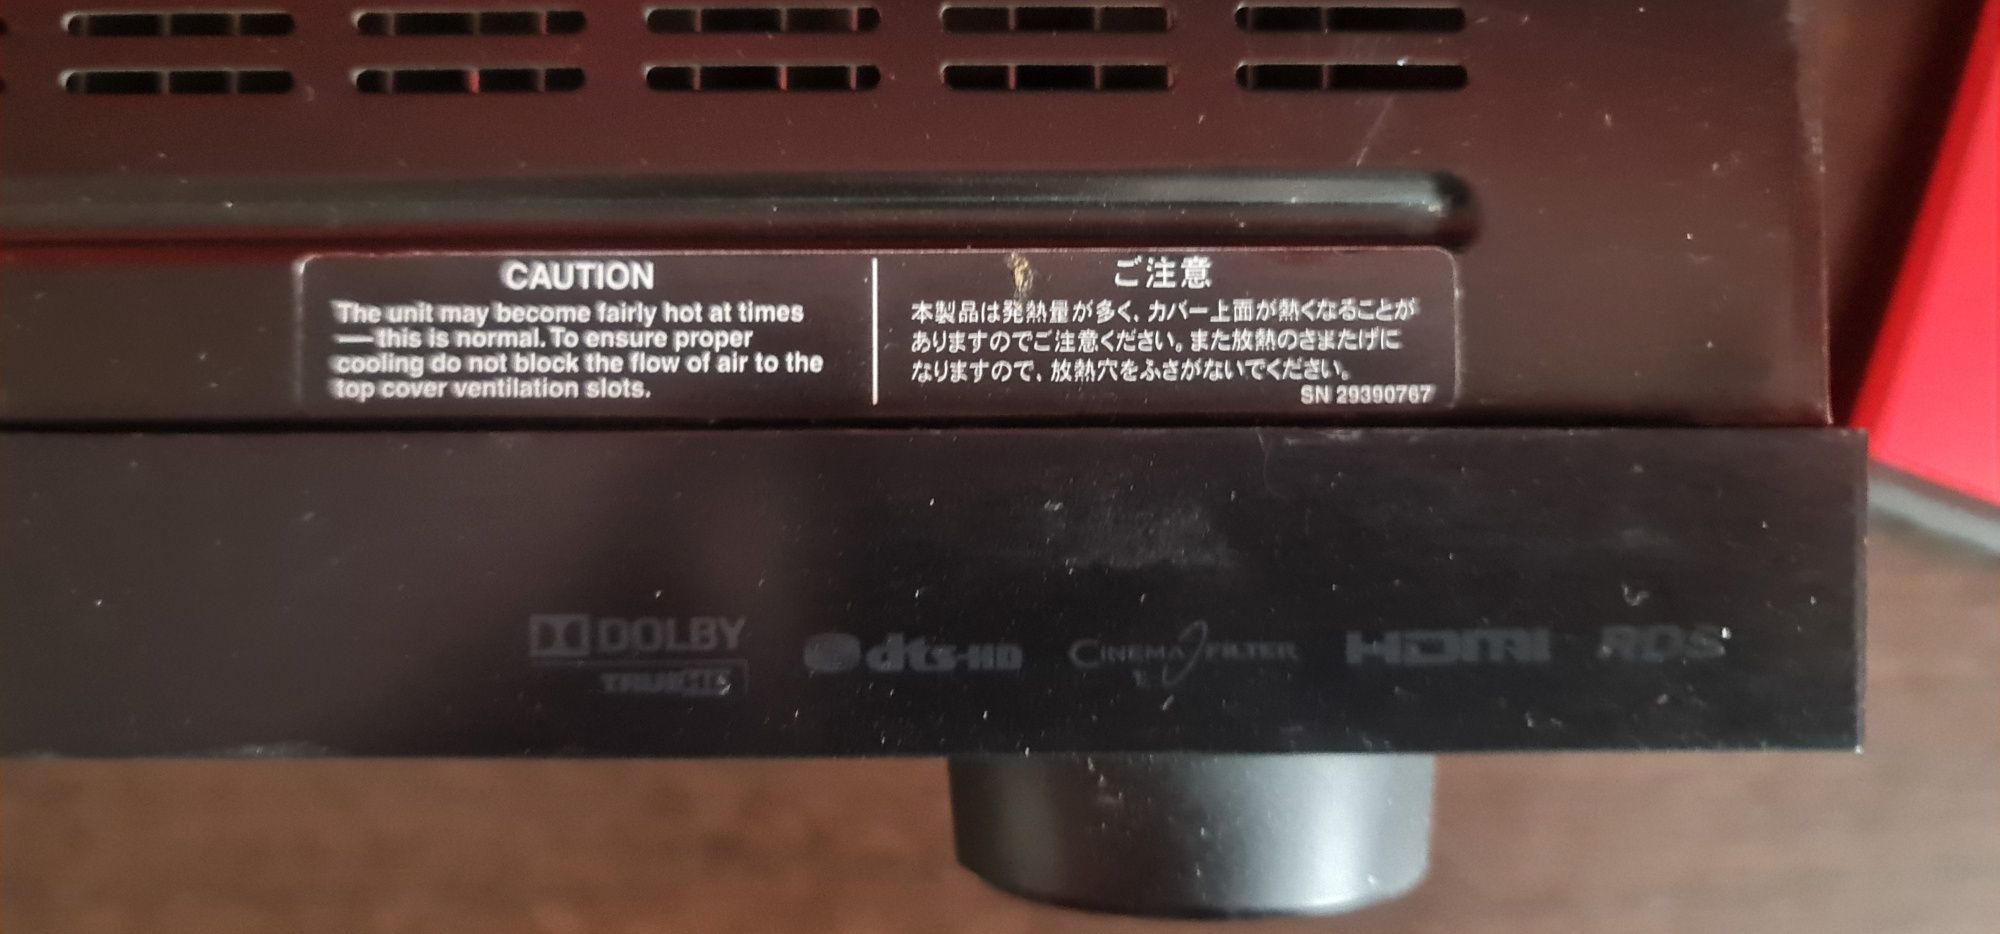 CAUTION
The unit may become fairly hot at times
—this is normal. To ensure proper
cooling do not block the flow of air to the
top cover ventilation slots.
ご注意
本製品は発熱量が多く、カバー上面が熱くなることが
ありますのでご注意ください。また放熱のさまたげに
なりますので、放熱穴をふさがないでください。
SN 29390767
DOLBY
TRUEHD
dts-HD
CINEMA FILTER
HDMI
RDS